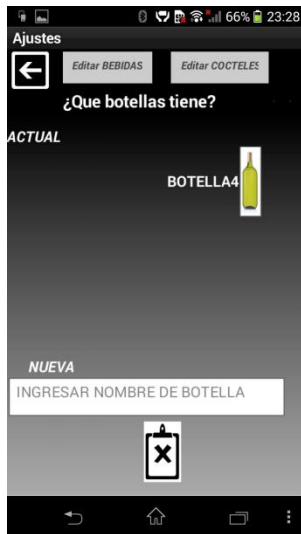 66% 23:28
Ajustes
Editar BEBIDAS Editar COCTELES
¿Que botellas tiene?
ACTUAL
BOTELLA4
NUEVA
INGRESAR NOMBRE DE BOTELLA